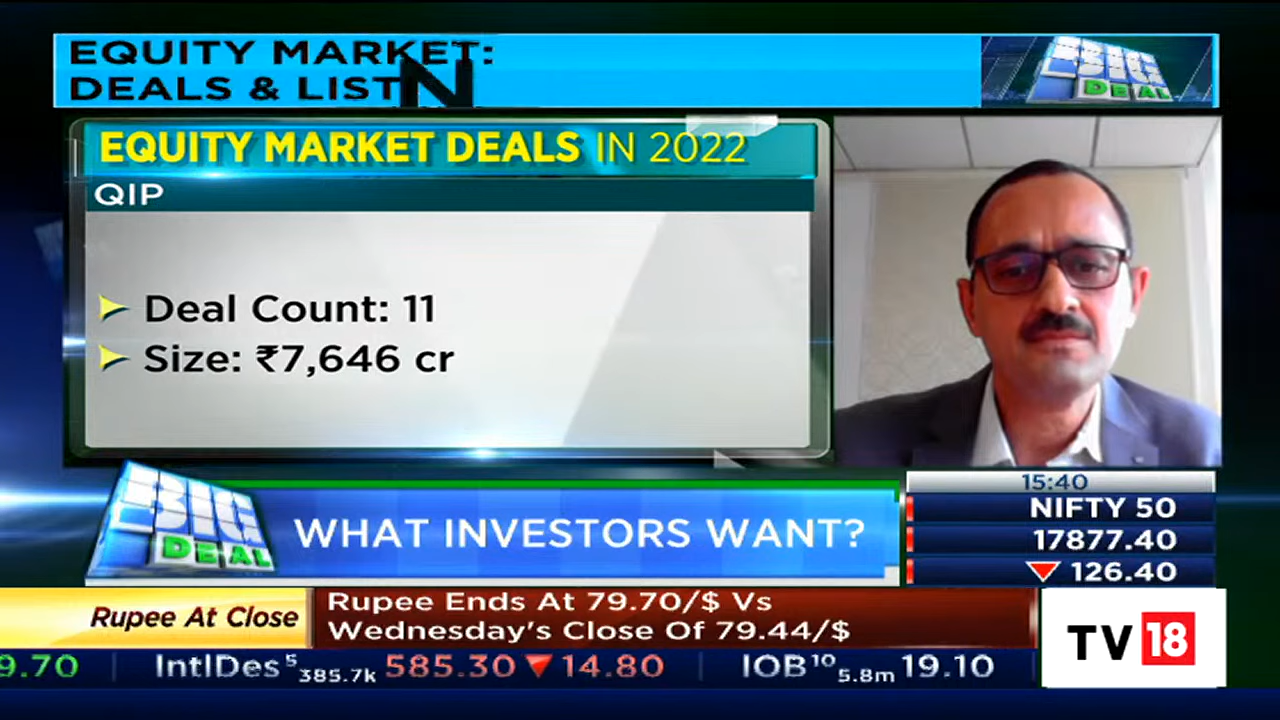 EQUITY MARKET:
DEALS & LIST
N
BIG
DEAL
EQUITY MARKET DEALS IN 2022
QIP
Deal Count: 11
Size: ₹7,646 cr
BIG
DEAL
WHAT INVESTORS WANT?
15:40
NIFTY 50
17877.40
▼ 126.40
Rupee At Close
Rupee Ends At 79.70/$ Vs
Wednesday's Close Of 79.44/$
TV18
9.70 IntlDes⁵ 385.7k 585.30 ▼ 14.80 IOB¹⁰ 5.8m 19.10